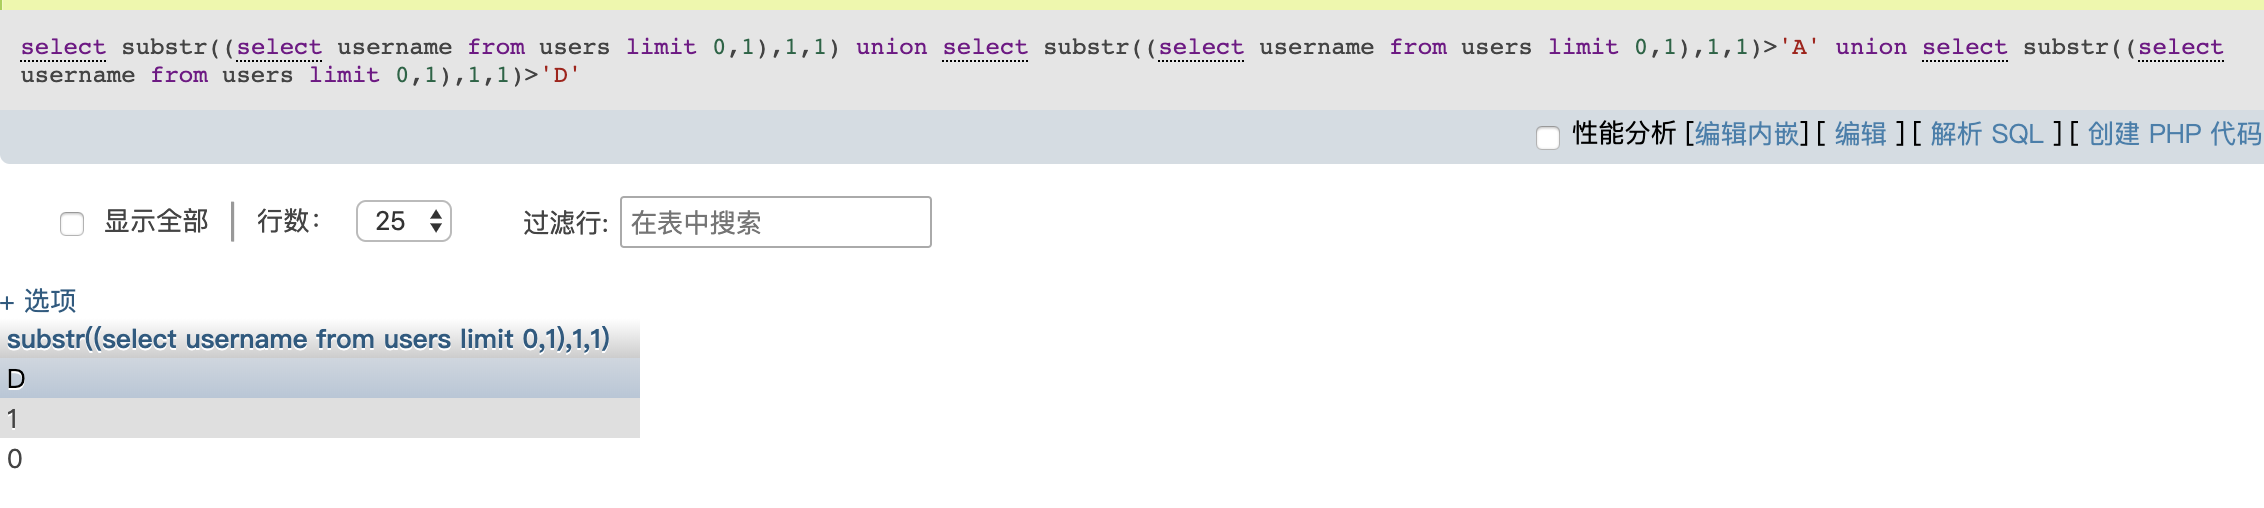 select substr((select username from users limit 0,1),1,1) union select substr((select username from users limit 0,1),1,1)>'A' union select substr((select
username from users limit 0,1),1,1)>'D'
性能分析 [编辑内嵌] [ 编辑 ] [ 解析 SQL ] [ 创建 PHP 代码
显示全部 | 行数： 25 过滤行: 在表中搜索
+ 选项
substr((select username from users limit 0,1),1,1)
D
1
0